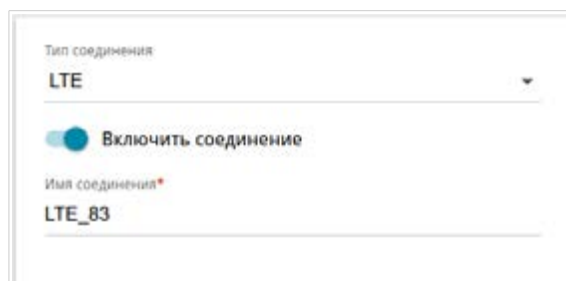 Тип соединения
LTE
Включить соединение
Имя соединения*
LTE_83